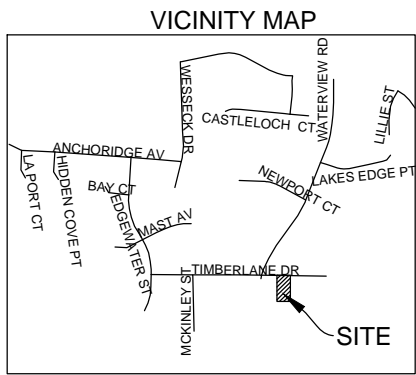 VICINITY MAP
WESSECK DR
WATERVIEW RD
LILLIE ST
CASTLELOCH CT
ANCHORIDGE AV
LA PORT CT
HIDDEN COVE PT
BAY CT
EDGEWATER ST
MAST AV
NEWPORT CT
LAKES EDGE PT
TIMBERLANE DR
MCKINLEY ST
SITE